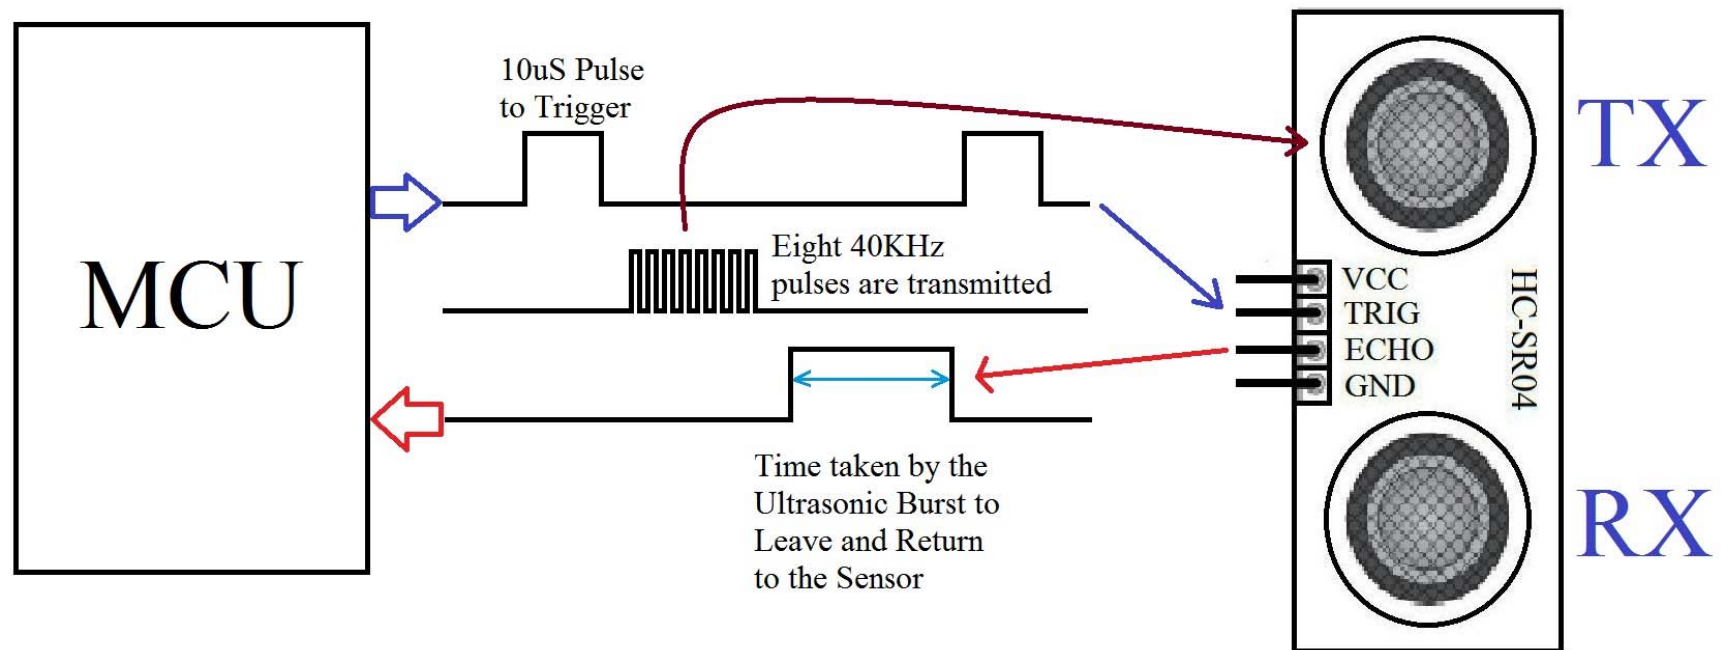 MCU
10uS Pulse
to Trigger
Eight 40KHz
pulses are transmitted
Time taken by the
Ultrasonic Burst to
Leave and Return
to the Sensor
TX
VCC
TRIG
ECHO
GND
HC-SR04
RX